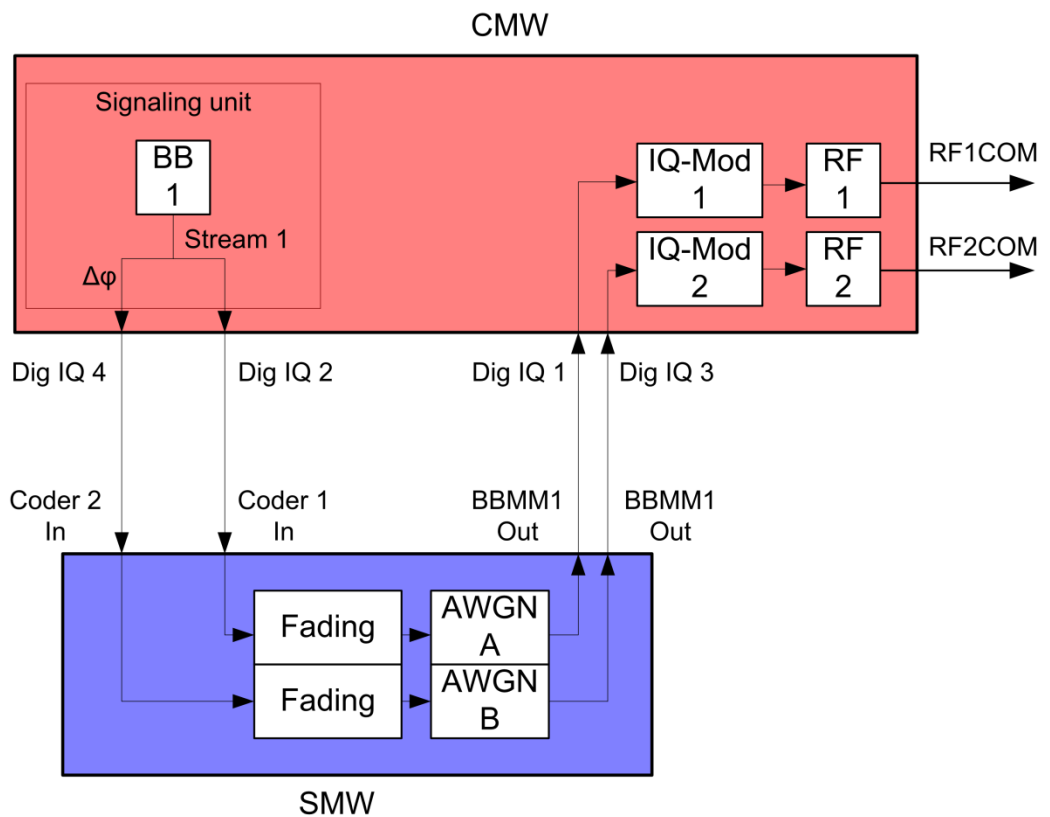 CMW
Signaling unit
BB
1
Stream 1
Δφ
IQ-Mod
1
RF
1
RF1COM
IQ-Mod
2
RF
2
RF2COM
Dig IQ 4
Dig IQ 2
Dig IQ 1
Dig IQ 3
Coder 2
In
Coder 1
In
BBMM1
Out
BBMM1
Out
Fading
AWGN
A
Fading
AWGN
B
SMW